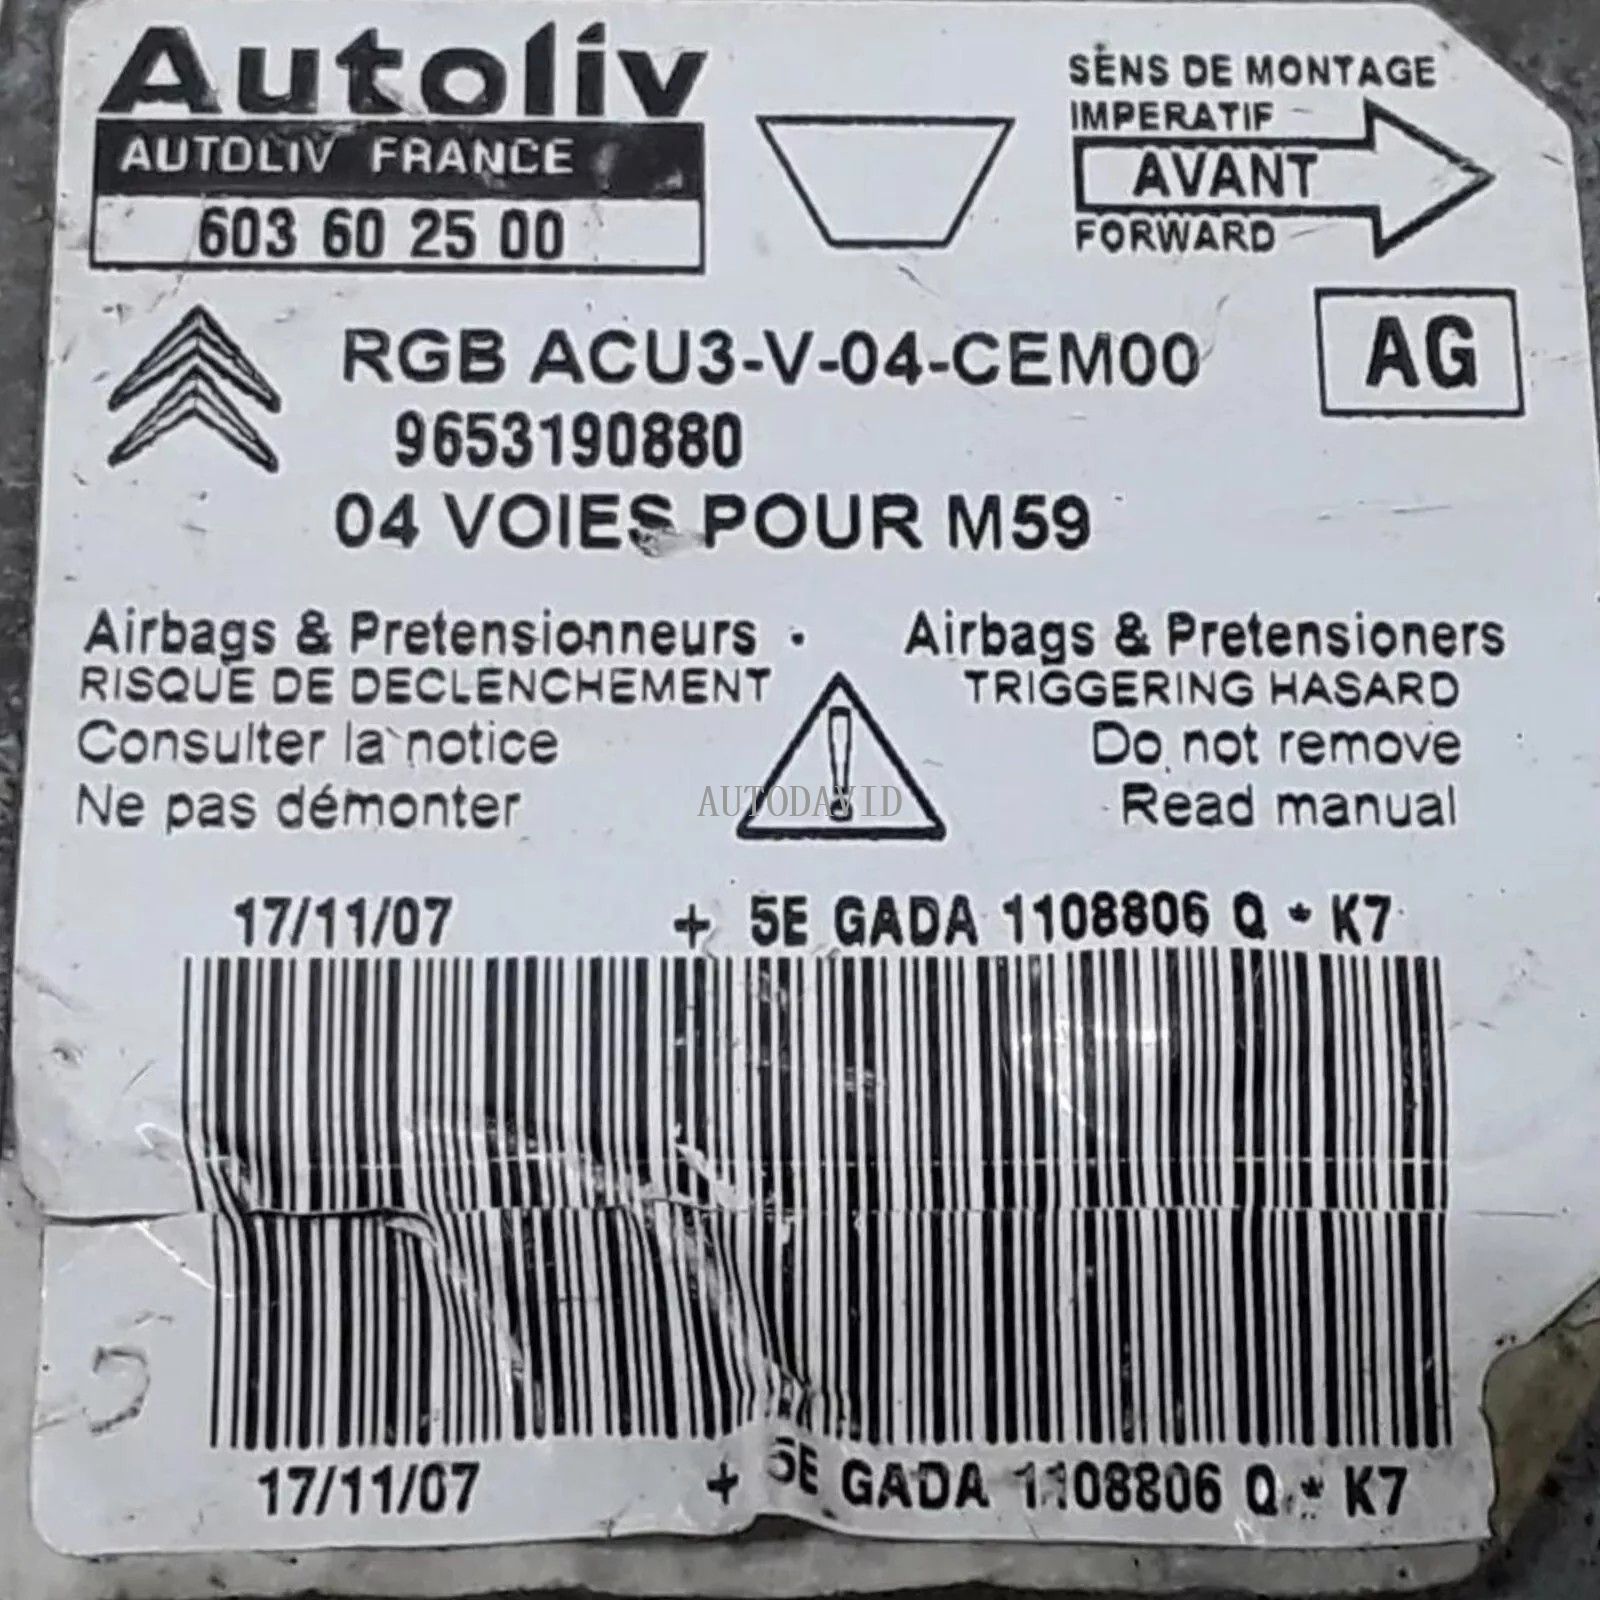 Autoliv
AUTOLIV FRANCE
603 60 25 00
SENS DE MONTAGE
IMPERATIF
AVANT
FORWARD
AG
RGB ACU3-V-04-CEM00
9653190880
04 VOIES POUR M59
Airbags & Pretensionneurs
RISQUE DE DECLENCHEMENT
Consulter la notice
Ne pas démonter
Airbags & Pretensioners
TRIGGERING HASARD
Do not remove
Read manual
!
AUTODAVID
17/11/07 + 5E GADA 1108806 Q * K7
17/11/07 + 5E GADA 1108806 Q * K7